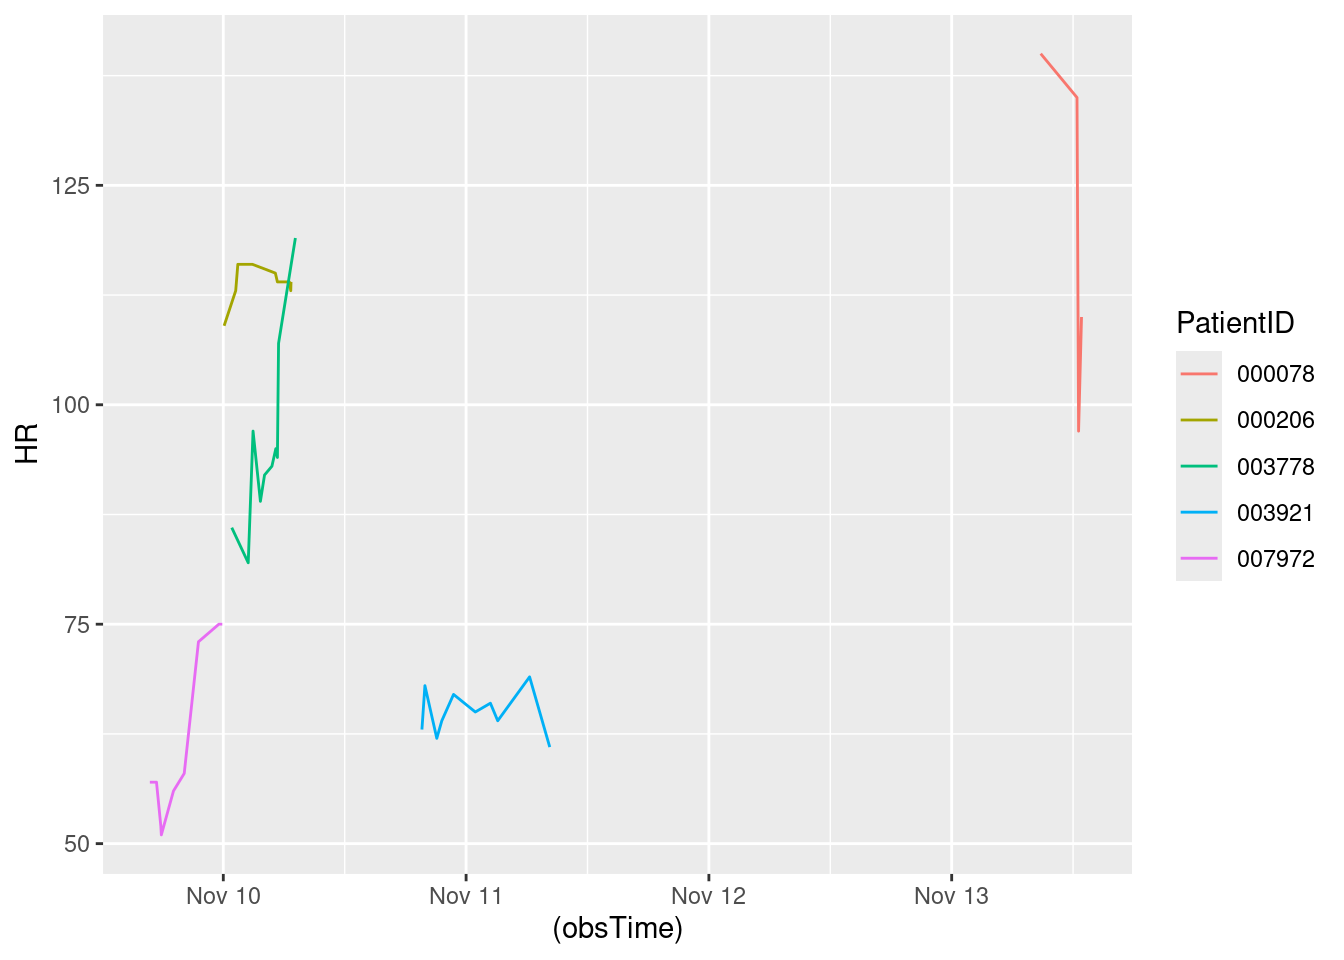 125
100
75
50
HR
Nov 10
Nov 11
Nov 12
Nov 13
(obsTime)
PatientID
000078
000206
003778
003921
007972